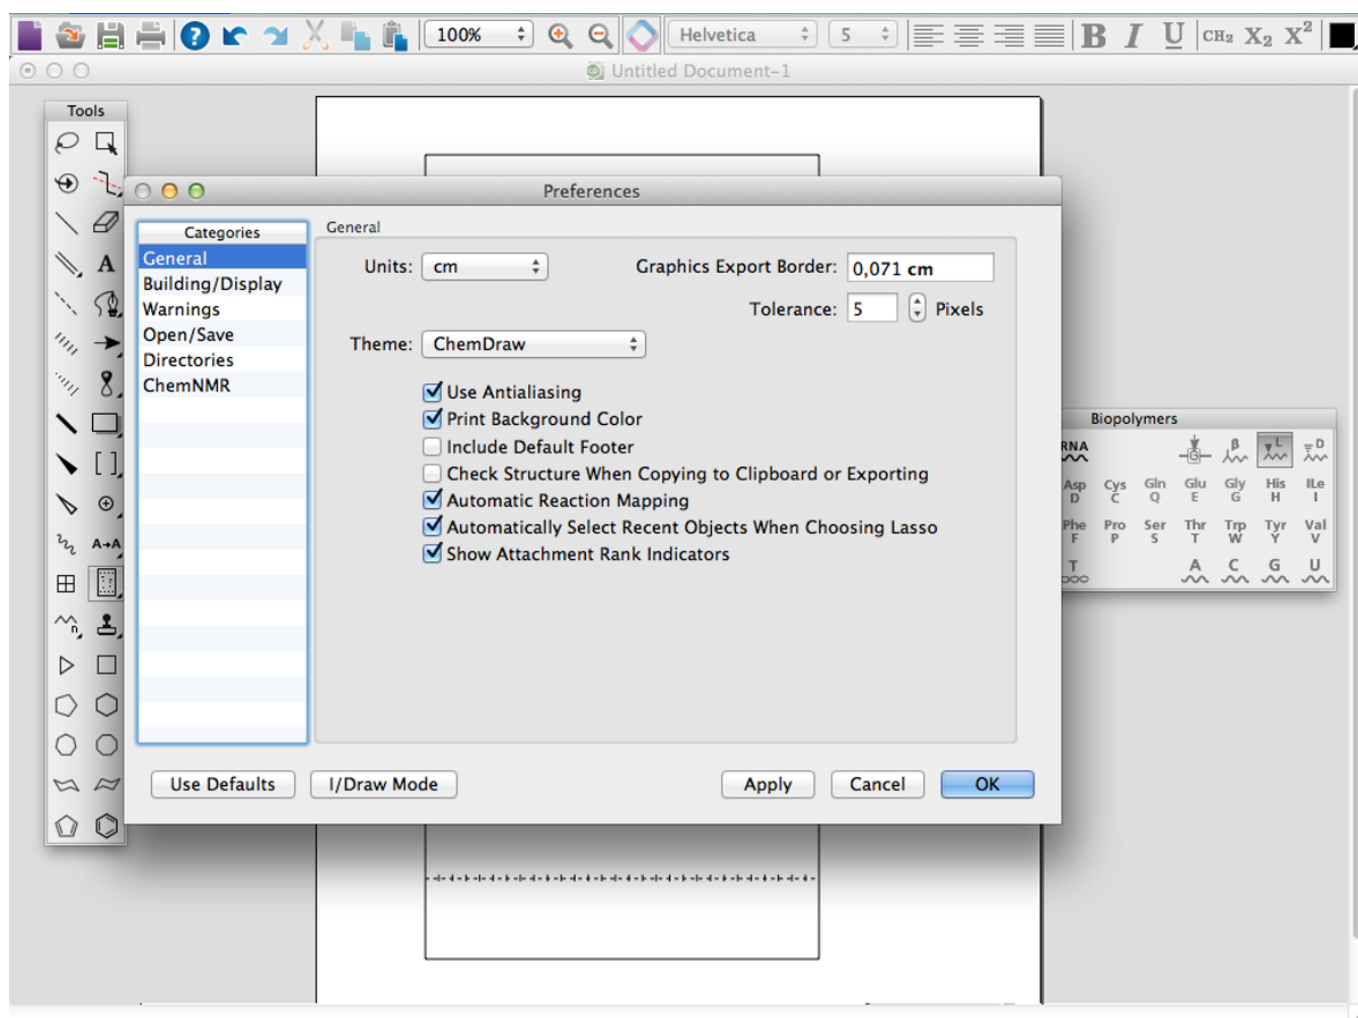 100% Helvetica 5 B I U CH₂ X₂ X²
Untitled Document-1
Tools
A
A→A
n
Preferences
Categories
General
Building/Display
Warnings
Open/Save
Directories
ChemNMR
General
Units: cm Graphics Export Border: 0,071 cm
Tolerance: 5 Pixels
Theme: ChemDraw
Use Antialiasing
Print Background Color
Include Default Footer
Check Structure When Copying to Clipboard or Exporting
Automatic Reaction Mapping
Automatically Select Recent Objects When Choosing Lasso
Show Attachment Rank Indicators
Use Defaults I/Draw Mode Apply Cancel OK
Biopolymers
RNA G β L D
Asp Cys Gln Glu Gly His ILe
D C Q E G H I
Phe Pro Ser Thr Trp Tyr Val
F P S T W Y V
T A C G U